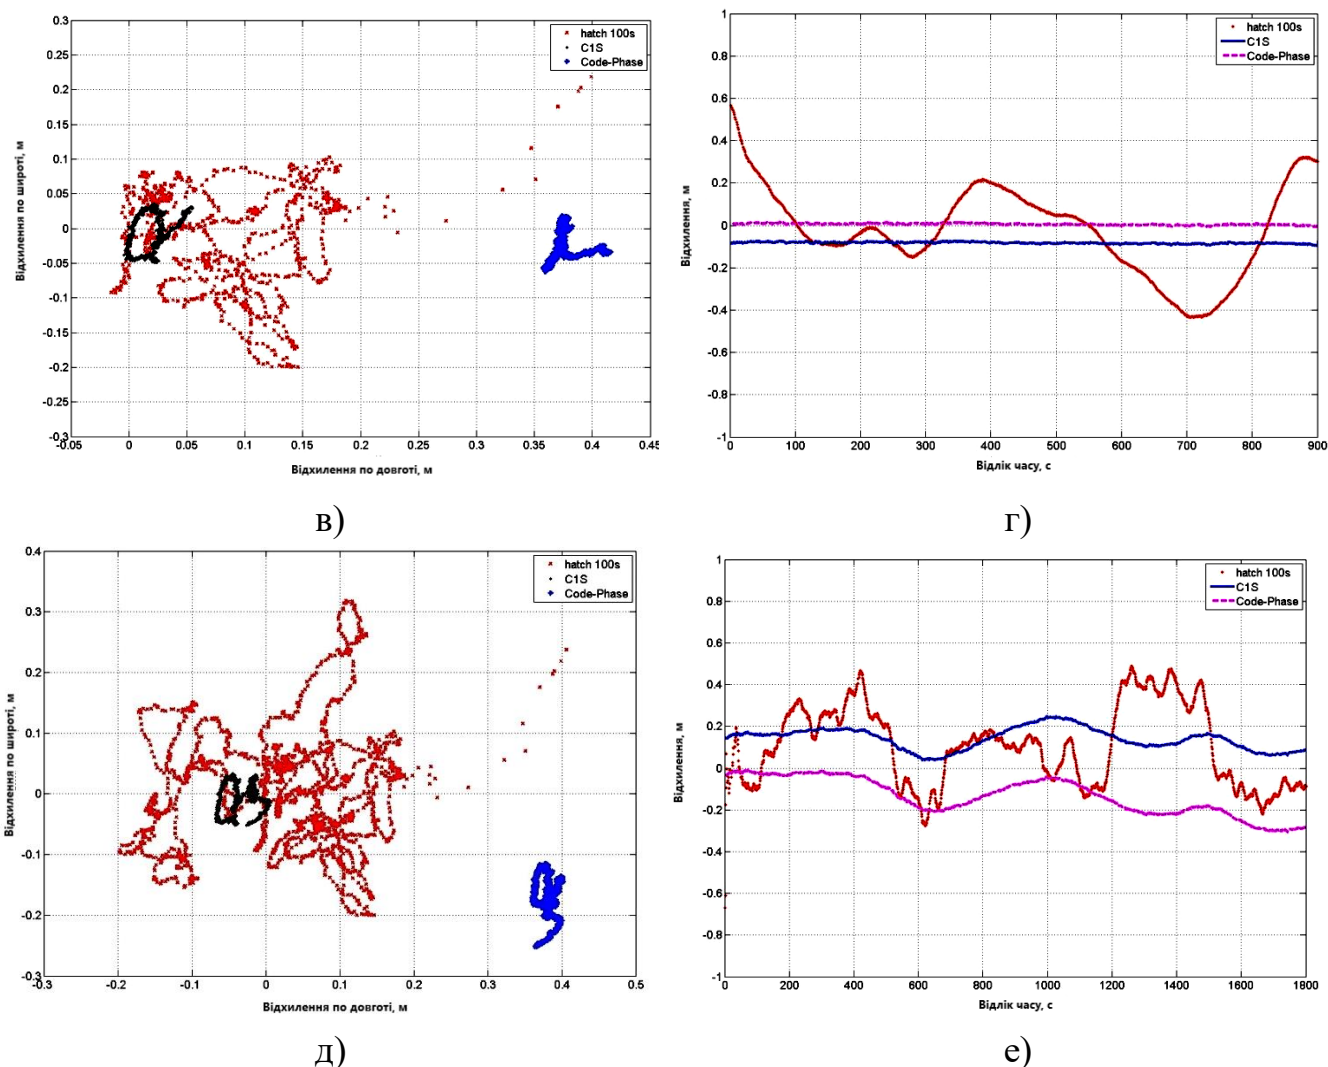 0.3
0.25
0.2
0.15
0.1
0.05
0
-0.05
-0.1
-0.15
-0.2
-0.25
-0.3
Відхилення по широті, м
hatch 100s
C1S
Code-Phase
-0.05 0 0.05 0.1 0.15 0.2 0.25 0.3 0.35 0.4 0.45
Відхилення по довготі, м
в)
1
0.8
0.6
0.4
0.2
0
-0.2
-0.4
-0.6
-0.8
-1
Відхилення, м
hatch 100s
C1S
Code-Phase
0 100 200 300 400 500 600 700 800 900
Відлік часу, с
г)
0.4
0.3
0.2
0.1
0
-0.1
-0.2
-0.3
Відхилення по широті, м
hatch 100s
C1S
Code-Phase
-0.3 -0.2 -0.1 0 0.1 0.2 0.3 0.4 0.5
Відхилення по довготі, м
д)
1
0.8
0.6
0.4
0.2
0
-0.2
-0.4
-0.6
-0.8
-1
Відхилення, м
hatch 100s
C1S
Code-Phase
0 200 400 600 800 1000 1200 1400 1600 1800
Відлік часу, с
е)